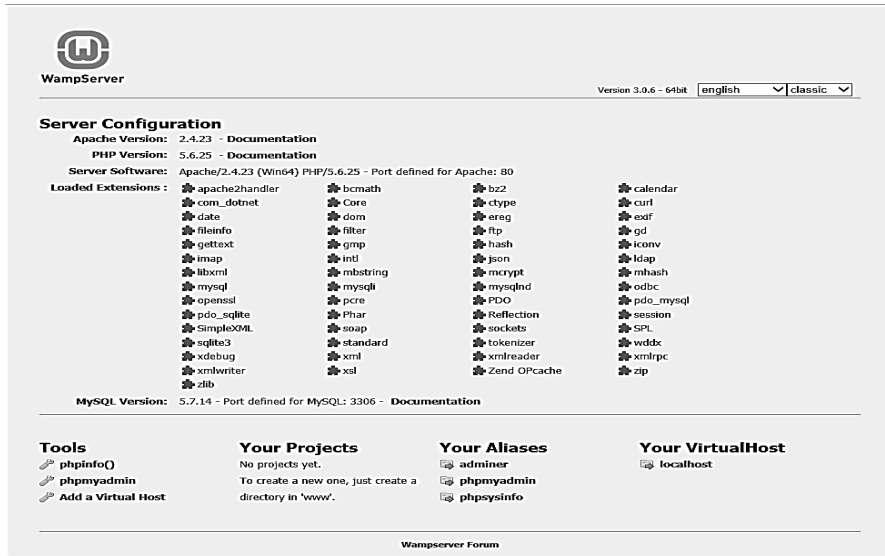 WampServer
Version 3.0.6 - 64bit english classic
Server Configuration
Apache Version: 2.4.23 - Documentation
PHP Version: 5.6.25 - Documentation
Server Software: Apache/2.4.23 (Win64) PHP/5.6.25 - Port defined for Apache: 80
Loaded Extensions : apache2handler bcmath bz2 calendar
com_dotnet Core ctype curl
date dom ereg exif
fileinfo filter ftp gd
gettext gmp hash iconv
imap intl json ldap
libxml mbstring mcrypt mhash
mysql mysqli mysqlnd odbc
openssl pcre PDO pdo_mysql
pdo_sqlite Phar Reflection session
SimpleXML soap sockets SPL
sqlite3 standard tokenizer wddx
xdebug xml xmlreader xmlrpc
xmlwriter xsl Zend OPcache zip
zlib
MySQL Version: 5.7.14 - Port defined for MySQL: 3306 - Documentation
Tools
phpinfo()
phpmyadmin
Add a Virtual Host
Your Projects
No projects yet.
To create a new one, just create a
directory in 'www'.
Your Aliases
adminer
phpmyadmin
phpsysinfo
Your VirtualHost
localhost
Wampserver Forum